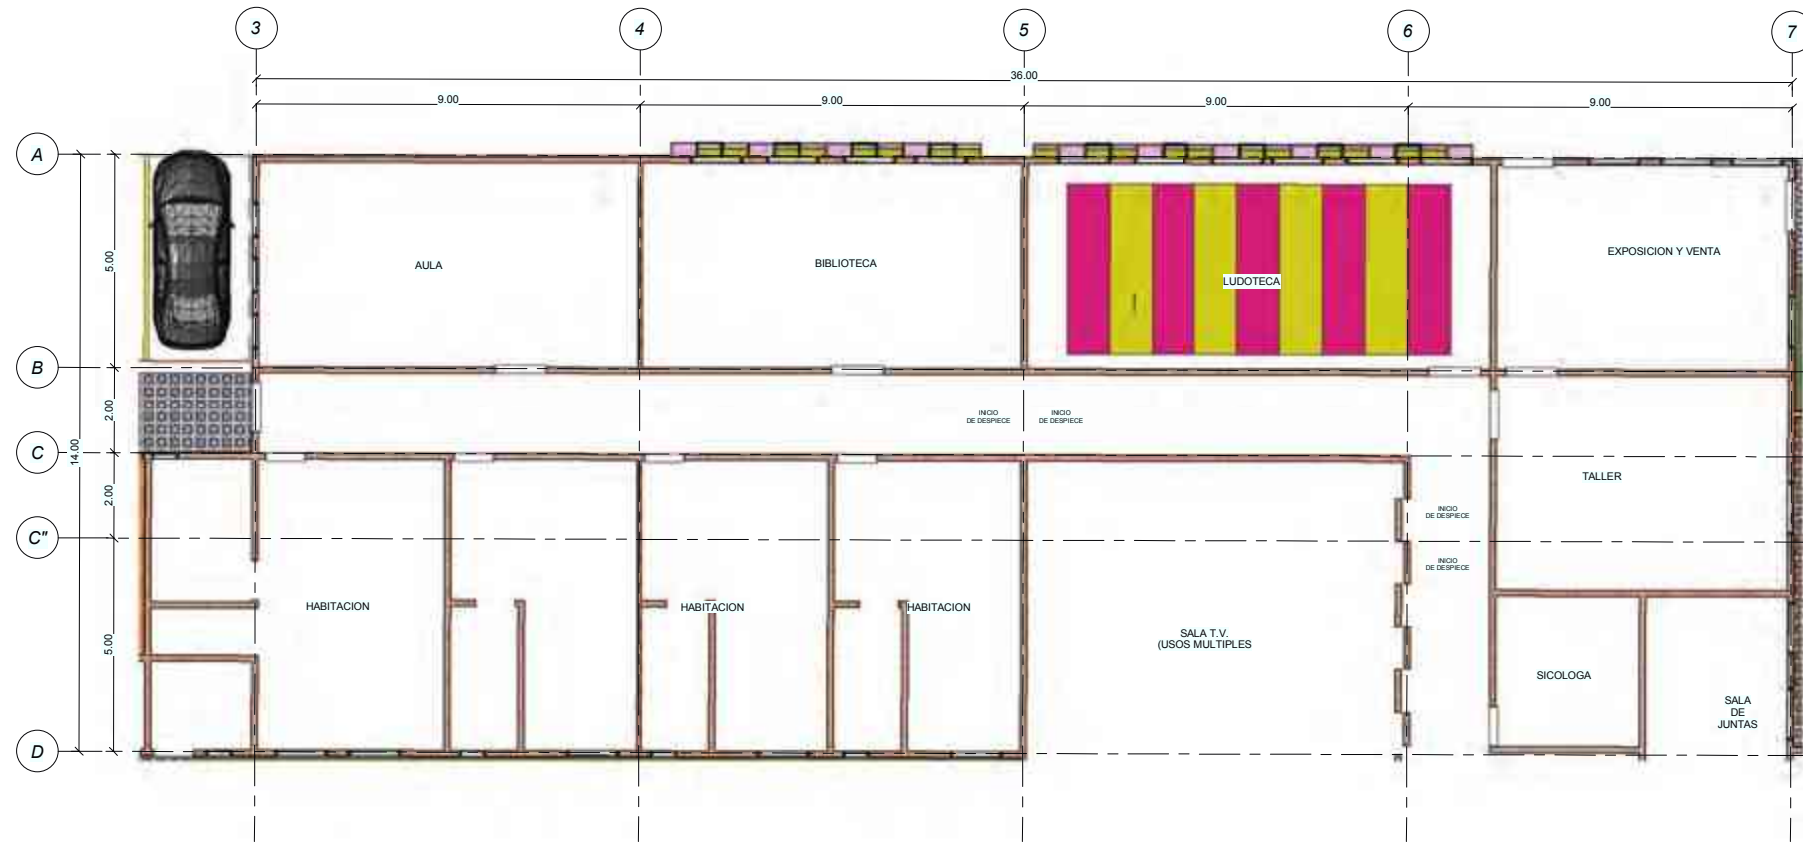 3
4
5
6
7
36.00
9.00
9.00
9.00
9.00
A
B
C
C"
D
5.00
2.00
14.00
2.00
5.00
AULA
BIBLIOTECA
LUDOTECA
EXPOSICION Y VENTA
INICIO
DE DESPIECE
INICIO
DE DESPIECE
TALLER
INICIO
DE DESPIECE
INICIO
DE DESPIECE
HABITACION
HABITACION
HABITACION
SALA T.V.
(USOS MULTIPLES
SICOLOGA
SALA
DE
JUNTAS